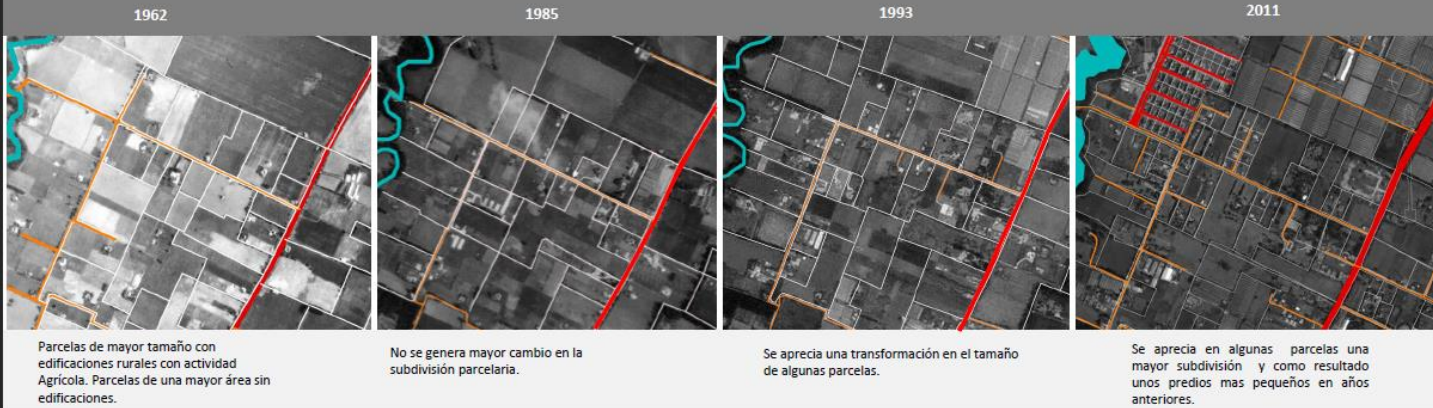 1962
1985
1993
2011
Parcelas de mayor tamaño con
edificaciones rurales con actividad
Agrícola. Parcelas de una mayor área sin
edificaciones.
No se genera mayor cambio en la
subdivisión parcelaria.
Se aprecia una transformación en el tamaño
de algunas parcelas.
Se aprecia en algunas parcelas una
mayor subdivisión y como resultado
unos predios mas pequeños en años
anteriores.